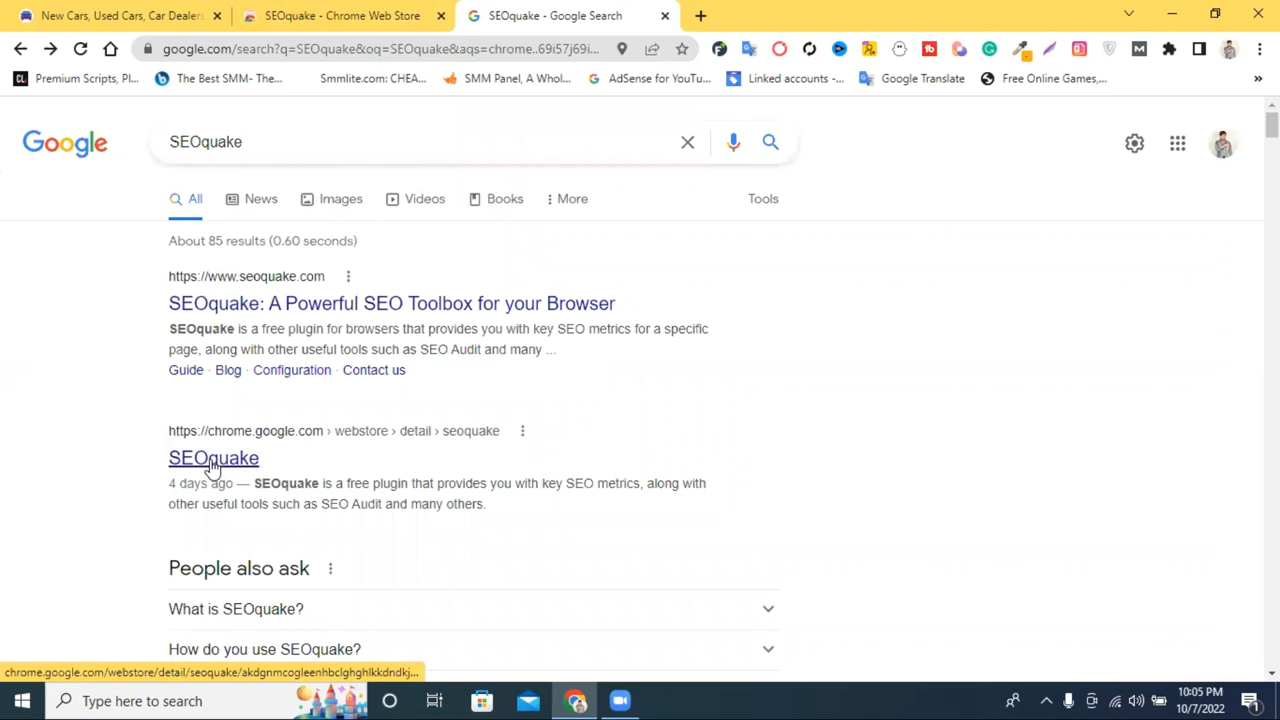 New Cars, Used Cars, Car Dealers
SEOquake - Chrome Web Store
SEOquake - Google Search
google.com/search?q=SEOquake&oq=SEOquake&aqs=chrome..69i57j69i...
Premium Scripts, Pl...
The Best SMM- The...
Smmlite.com: CHEA...
SMM Panel, A Whol...
AdSense for YouTu...
Linked accounts -...
Google Translate
Free Online Games,...
Google
SEOquake
All
News
Images
Videos
Books
More
Tools
About 85 results (0.60 seconds)
https://www.seoquake.com
SEOquake: A Powerful SEO Toolbox for your Browser
SEOquake is a free plugin for browsers that provides you with key SEO metrics for a specific
page, along with other useful tools such as SEO Audit and many ...
Guide · Blog · Configuration · Contact us
https://chrome.google.com › webstore › detail › seoquake
SEOquake
4 days ago — SEOquake is a free plugin that provides you with key SEO metrics, along with
other useful tools such as SEO Audit and many others.
People also ask
What is SEOquake?
How do you use SEOquake?
chrome.google.com/webstore/detail/seoquake/akdgnmcogleenhbclghghlkkdndkj...
Type here to search
10:05 PM
10/7/2022